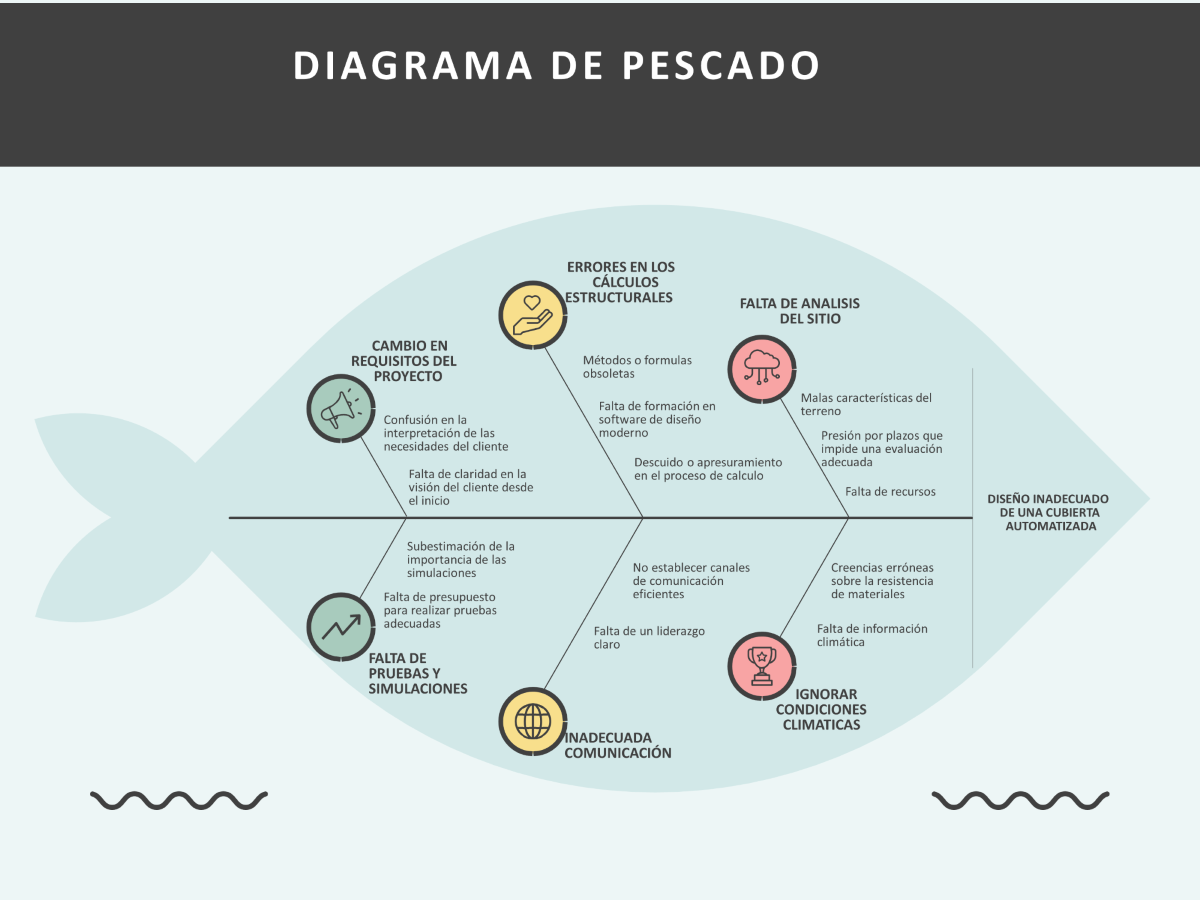 DIAGRAMA DE PESCADO
ERRORES EN LOS
CÁLCULOS
ESTRUCTURALES
FALTA DE ANALISIS
DEL SITIO
CAMBIO EN
REQUISITOS DEL
PROYECTO
Métodos o formulas
obsoletas
Malas características del
terreno
Falta de formación en
software de diseño
moderno
Confusión en la
interpretación de las
necesidades del cliente
Presión por plazos que
impide una evaluación
adecuada
Descuido o apresuramiento
en el proceso de calculo
Falta de claridad en la
visión del cliente desde
el inicio
Falta de recursos
DISEÑO INADECUADO
DE UNA CUBIERTA
AUTOMATIZADA
Subestimación de la
importancia de las
simulaciones
No establecer canales
de comunicación
eficientes
Creencias erróneas
sobre la resistencia
de materiales
Falta de presupuesto
para realizar pruebas
adecuadas
Falta de un liderazgo
claro
Falta de información
climática
FALTA DE
PRUEBAS Y
SIMULACIONES
IGNORAR
CONDICIONES
CLIMATICAS
INADECUADA
COMUNICACIÓN